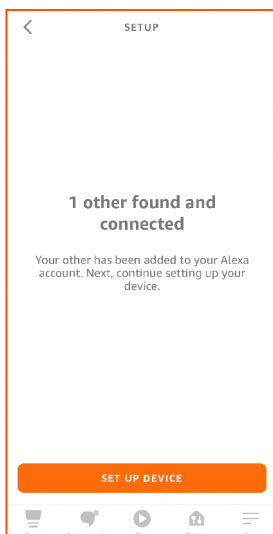 SETUP
1 other found and
connected
Your other has been added to your Alexa
account. Next, continue setting up your
device.
SET UP DEVICE